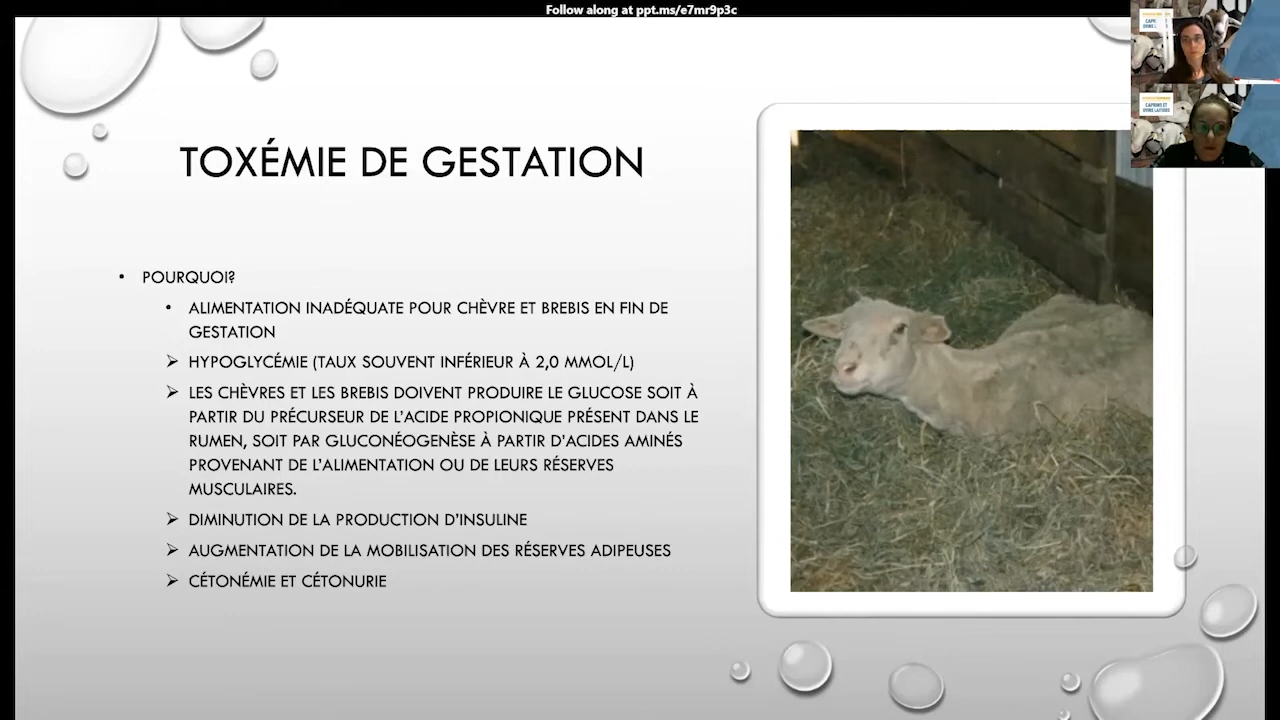 Follow along at ppt.ms/e7mr9p3c
TOXÉMIE DE GESTATION
• POURQUOI?
• ALIMENTATION INADÉQUATE POUR CHÈVRE ET BREBIS EN FIN DE
GESTATION
➢ HYPOGLYCÉMIE (TAUX SOUVENT INFÉRIEUR À 2,0 MMOL/L)
➢ LES CHÈVRES ET LES BREBIS DOIVENT PRODUIRE LE GLUCOSE SOIT À
PARTIR DU PRÉCURSEUR DE L'ACIDE PROPIONIQUE PRÉSENT DANS LE
RUMEN, SOIT PAR GLUCONÉOGENÈSE À PARTIR D'ACIDES AMINÉS
PROVENANT DE L'ALIMENTATION OU DE LEURS RÉSERVES
MUSCULAIRES.
➢ DIMINUTION DE LA PRODUCTION D'INSULINE
➢ AUGMENTATION DE LA MOBILISATION DES RÉSERVES ADIPEUSES
➢ CÉTONÉMIE ET CÉTONURIE
CAPRINS ET
OVINS LAITIERS